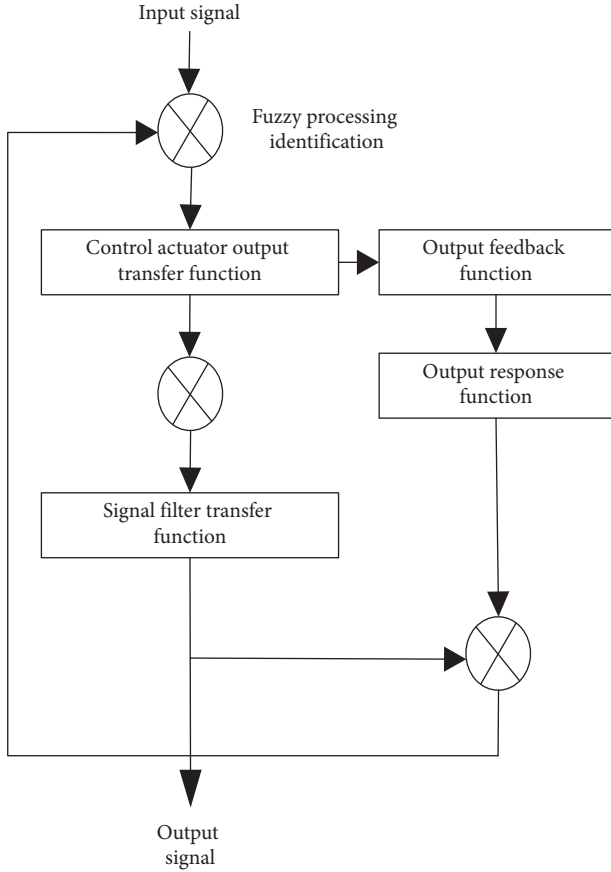 Input signal
Fuzzy processing
identification
Control actuator output
transfer function
Output feedback
function
Output response
function
Signal filter transfer
function
Output
signal